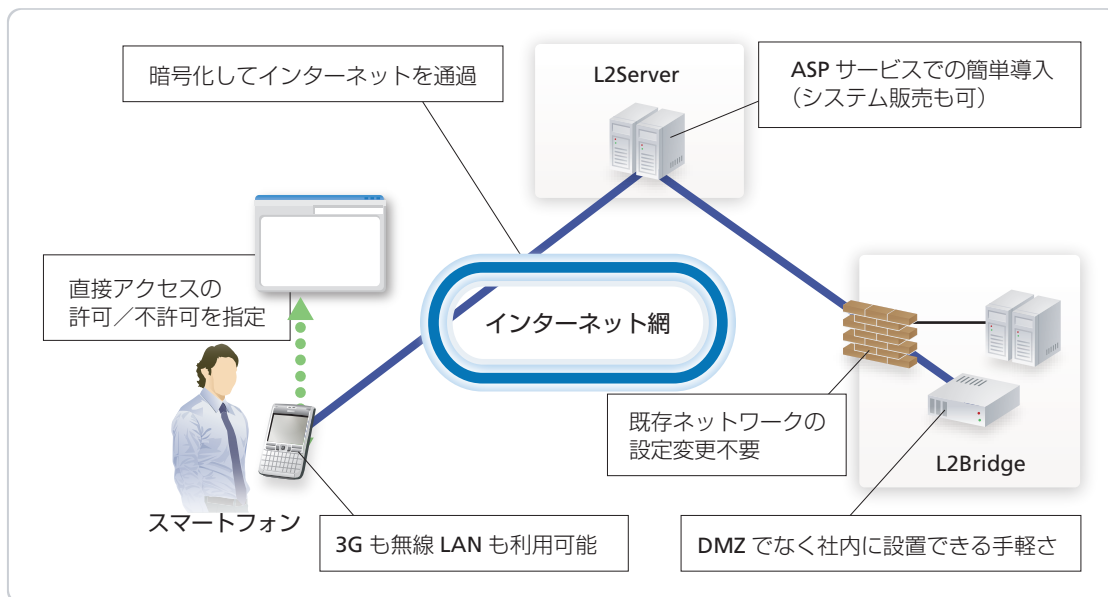 暗号化してインターネットを通過
L2Server
ASP サービスでの簡単導入
（システム販売も可）
直接アクセスの
許可／不許可を指定
インターネット網
既存ネットワークの
設定変更不要
L2Bridge
スマートフォン
3G も無線 LAN も利用可能
DMZ でなく社内に設置できる手軽さ